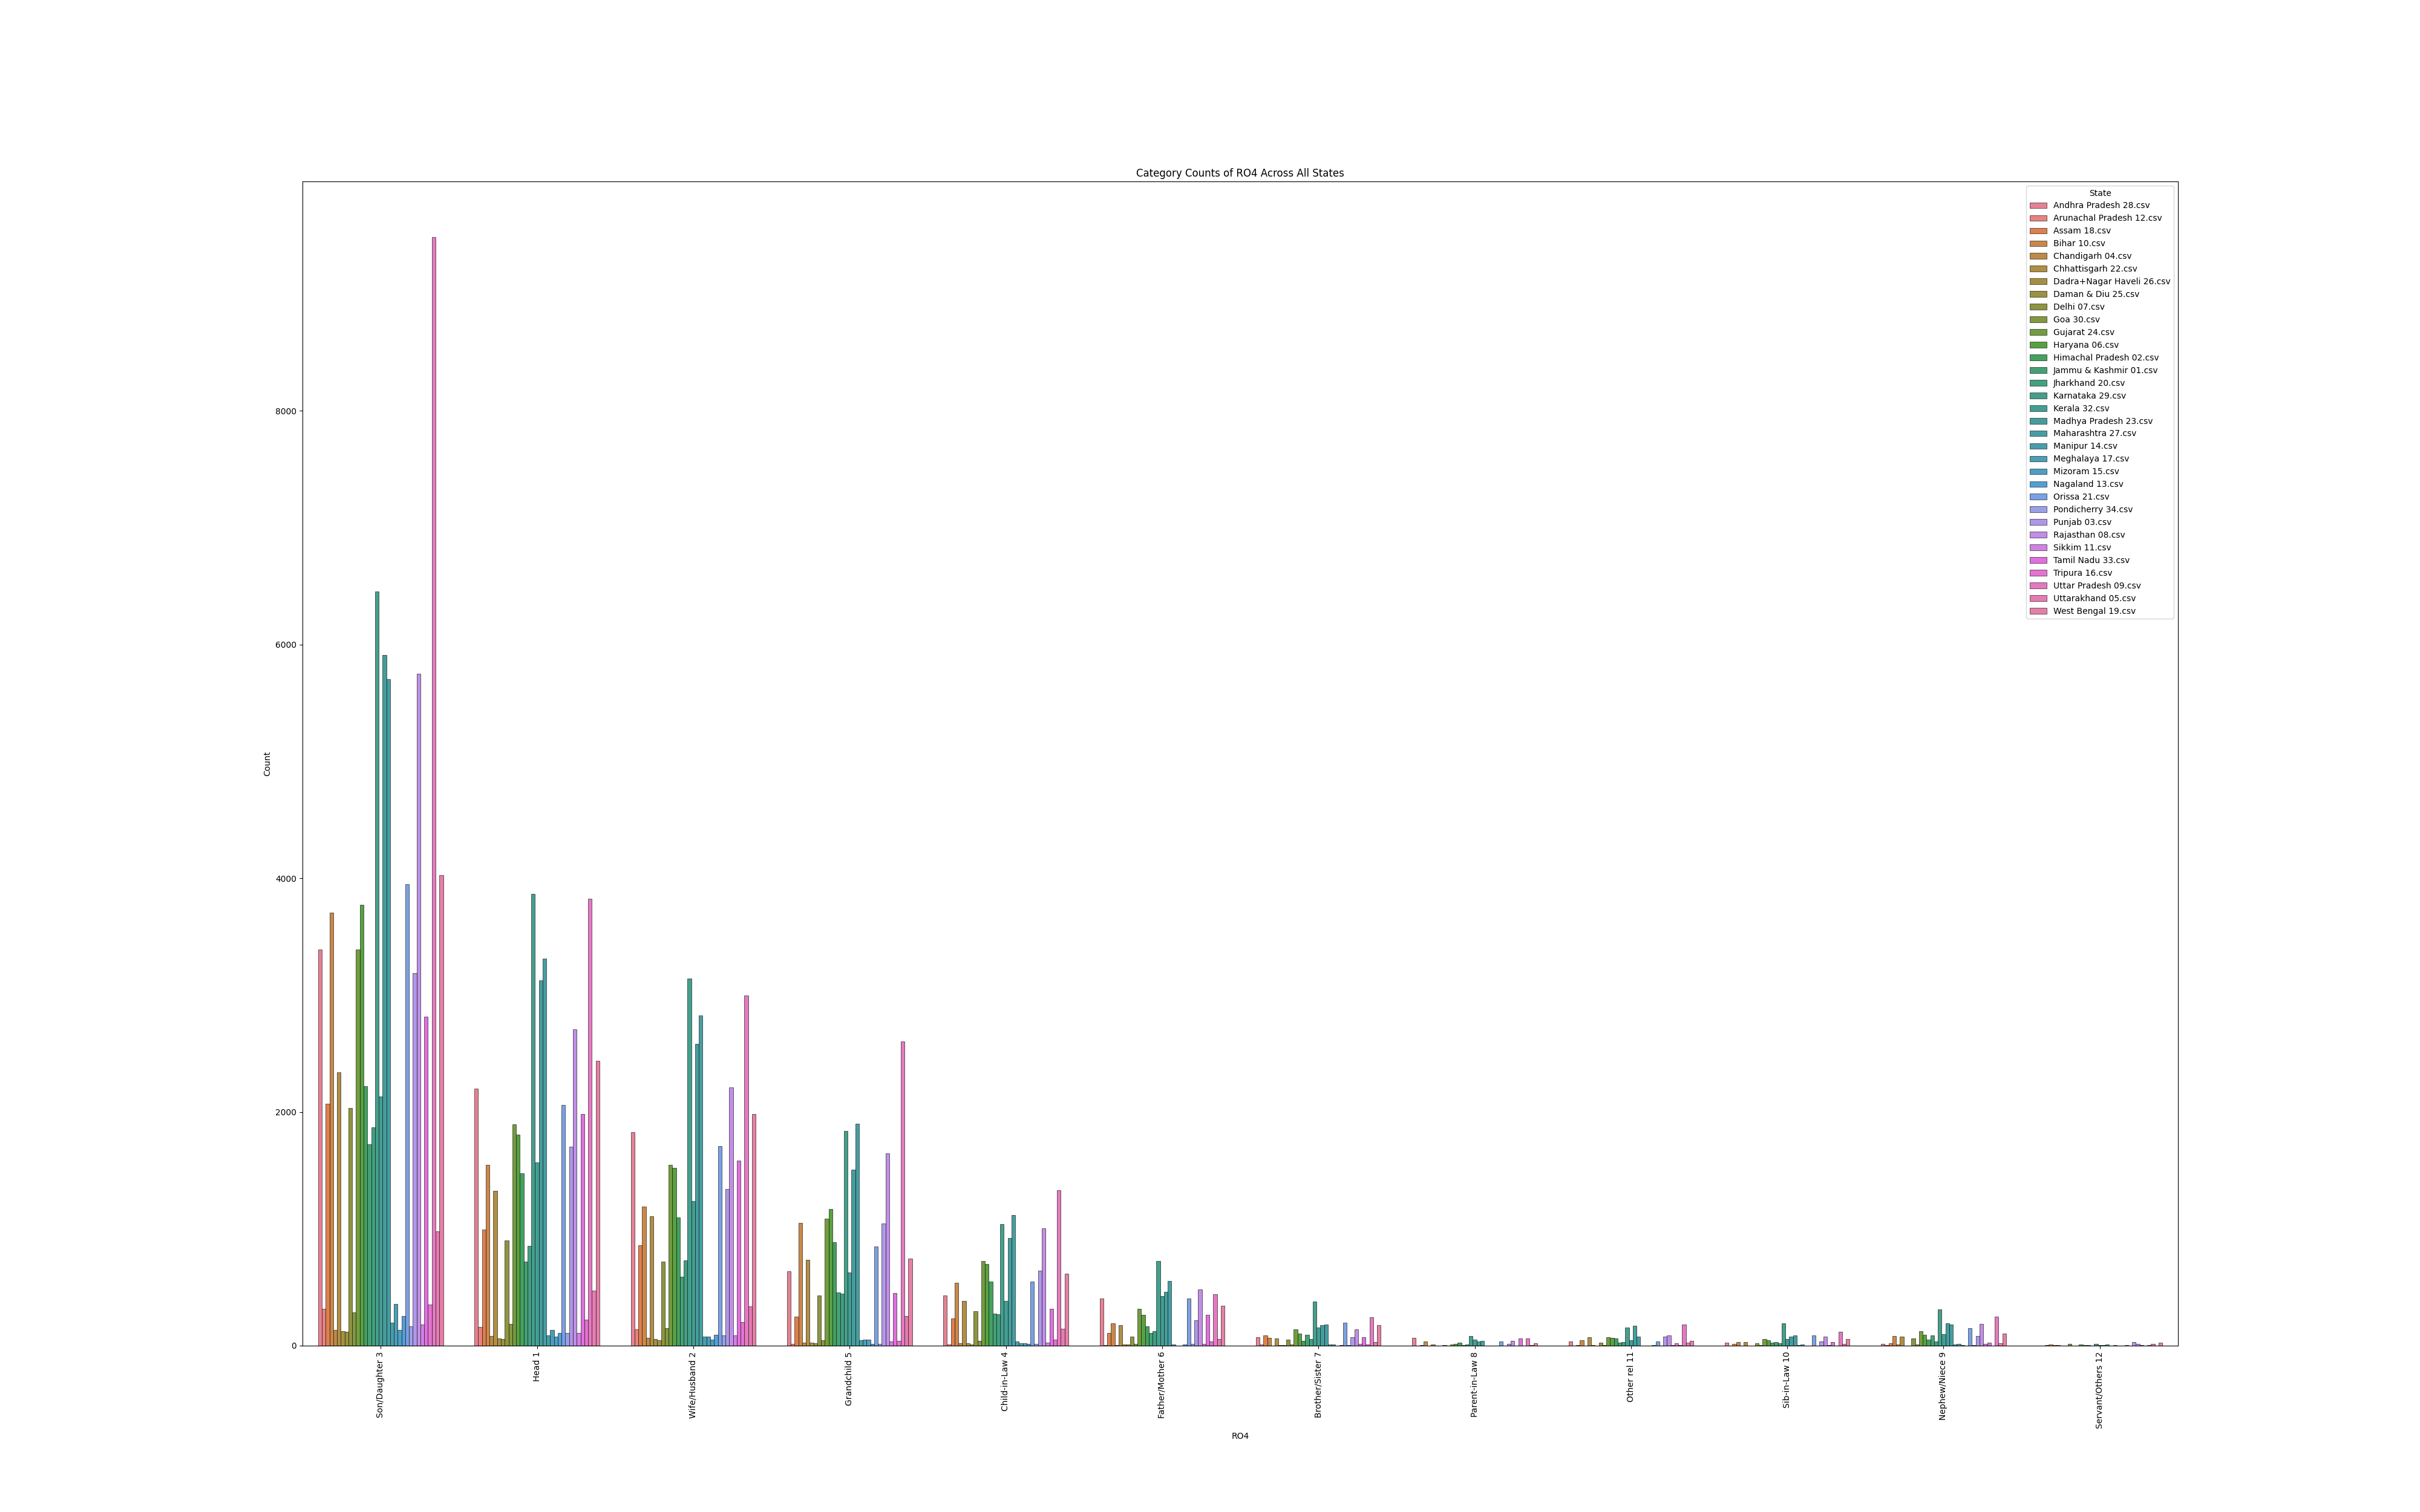 Category Counts of RO4 Across All States
State
Andhra Pradesh 28.csv
Arunachal Pradesh 12.csv
Assam 18.csv
Bihar 10.csv
Chandigarh 04.csv
Chhattisgarh 22.csv
Dadra+Nagar Haveli 26.csv
Daman & Diu 25.csv
Delhi 07.csv
Goa 30.csv
Gujarat 24.csv
Haryana 06.csv
Himachal Pradesh 02.csv
Jammu & Kashmir 01.csv
Jharkhand 20.csv
Karnataka 29.csv
Kerala 32.csv
Madhya Pradesh 23.csv
Maharashtra 27.csv
Manipur 14.csv
Meghalaya 17.csv
Mizoram 15.csv
Nagaland 13.csv
Orissa 21.csv
Pondicherry 34.csv
Punjab 03.csv
Rajasthan 08.csv
Sikkim 11.csv
Tamil Nadu 33.csv
Tripura 16.csv
Uttar Pradesh 09.csv
Uttarakhand 05.csv
West Bengal 19.csv
8000
6000
4000
2000
0
Count
Son/Daughter 3
Head 1
Wife/Husband 2
Grandchild 5
Child-in-Law 4
Father/Mother 6
Brother/Sister 7
Parent-in-Law 8
Other rel 11
Sib-in-Law 10
Nephew/Niece 9
Servant/Others 12
RO4